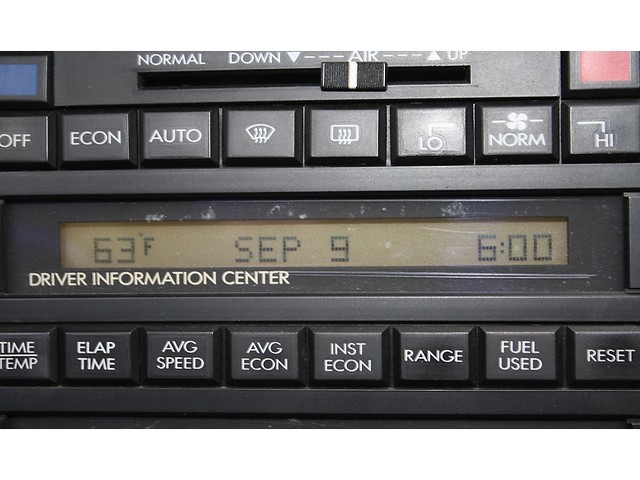 NORMAL DOWN ▼--- AIR ---▲ UP
OFF ECON AUTO LO NORM HI
63°F SEP 9 6:00
DRIVER INFORMATION CENTER
TIME ELAP AVG AVG INST RANGE FUEL RESET
TEMP TIME SPEED ECON ECON USED